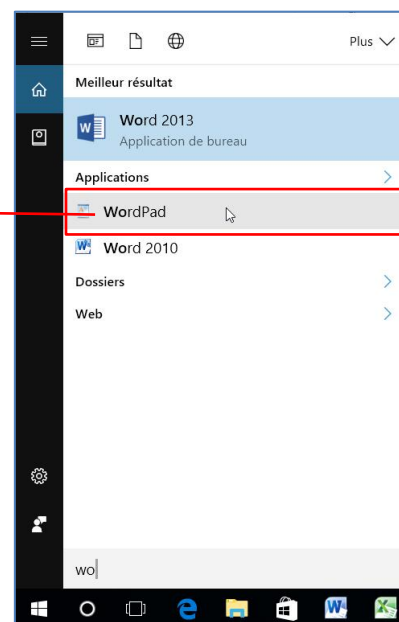 Plus
Meilleur résultat
Word 2013
Application de bureau
Applications
WordPad
Word 2010
Dossiers
Web
wo